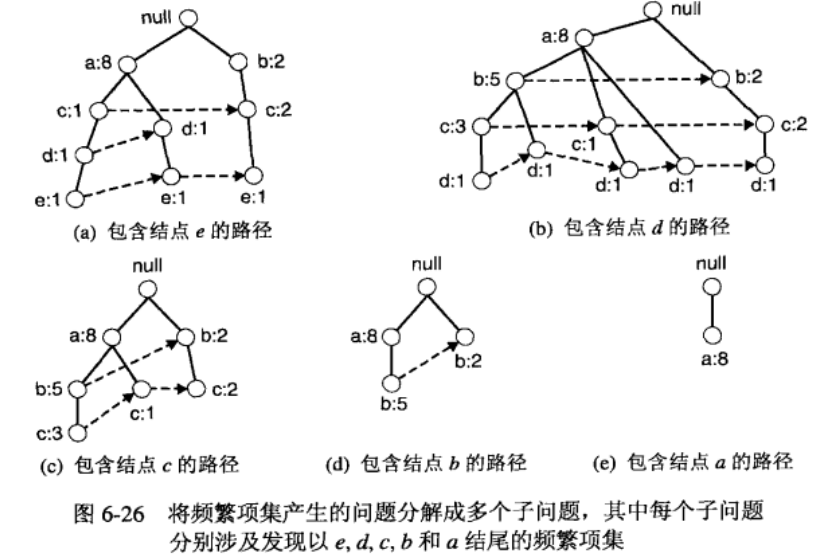 null
a:8
b:2
c:1
d:1
c:2
d:1
e:1
e:1
e:1
(a) 包含结点 e 的路径
null
a:8
b:5
b:2
c:3
c:1
c:2
d:1
d:1
d:1
d:1
d:1
(b) 包含结点 d 的路径
null
a:8
b:2
b:5
c:1
c:2
c:3
(c) 包含结点 c 的路径
null
a:8
b:2
b:5
(d) 包含结点 b 的路径
null
a:8
(e) 包含结点 a 的路径
图 6-26 将频繁项集产生的问题分解成多个子问题，其中每个子问题
分别涉及发现以 e, d, c, b 和 a 结尾的频繁项集